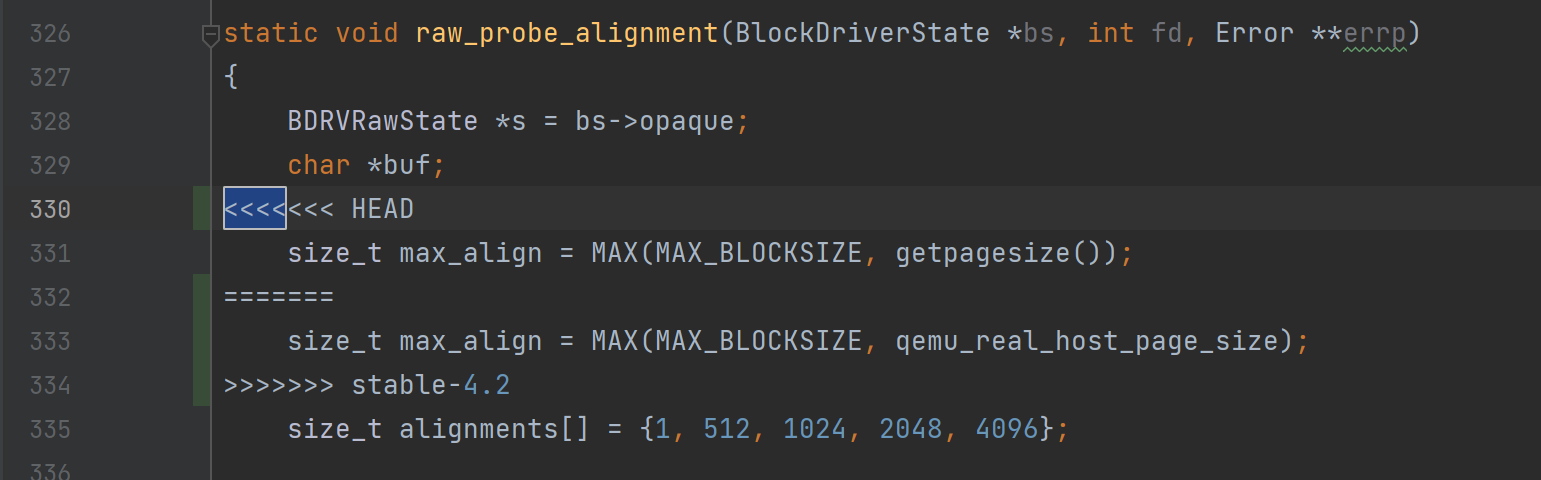 326 static void raw_probe_alignment(BlockDriverState *bs, int fd, Error **errp)
327 {
328     BDRVRawState *s = bs->opaque;
329     char *buf;
330 <<<<<<< HEAD
331     size_t max_align = MAX(MAX_BLOCKSIZE, getpagesize());
332 =======
333     size_t max_align = MAX(MAX_BLOCKSIZE, qemu_real_host_page_size);
334 >>>>>>> stable-4.2
335     size_t alignments[] = {1, 512, 1024, 2048, 4096};
336